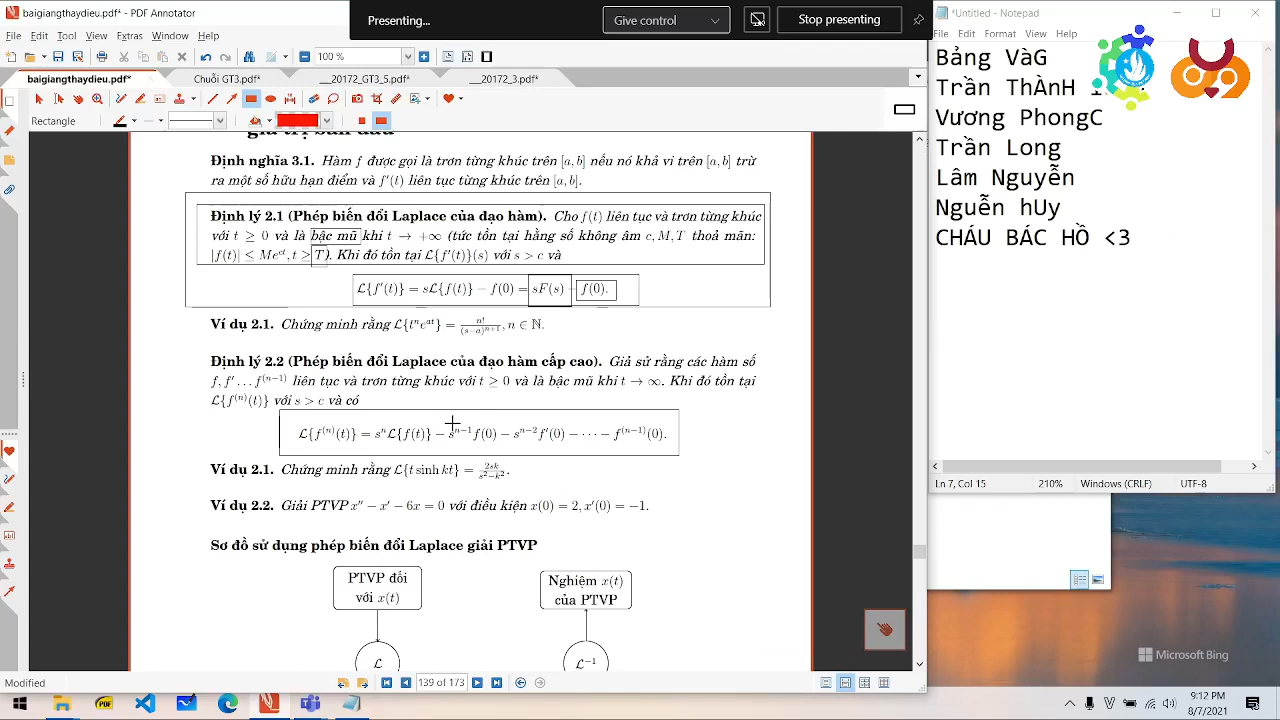 baigiangthaydieu.pdf* - PDF Annotator
Presenting...
Give control
Stop presenting
File Edit Tool View Extras Window Help
100 %
baigiangthaydieu.pdf*
Chuỗi GT3.pdf*
__20172_GT3_5.pdf*
__20172_3.pdf*
Rectangle
giá trị ban đầu
Định nghĩa 3.1. Hàm f được gọi là trơn từng khúc trên [a, b] nếu nó khả vi trên [a, b] trừ
ra một số hữu hạn điểm và f'(t) liên tục từng khúc trên [a, b].
Định lý 2.1 (Phép biến đổi Laplace của đạo hàm). Cho f(t) liên tục và trơn từng khúc
với t ≥ 0 và là bậc mũ khi t → +∞ (tức tồn tại hằng số không âm c, M, T thoả mãn:
|f(t)| ≤ Me^{ct}, t ≥ T). Khi đó tồn tại ℒ{f'(t)}(s) với s > c và
ℒ{f'(t)} = sℒ{f(t)} − f(0) = sF(s) − f(0).
Ví dụ 2.1. Chứng minh rằng ℒ{t^n e^{at}} = n!/(s−a)^{n+1}, n ∈ ℕ.
Định lý 2.2 (Phép biến đổi Laplace của đạo hàm cấp cao). Giả sử rằng các hàm số
f, f' ... f^{(n−1)} liên tục và trơn từng khúc với t ≥ 0 và là bậc mũ khi t → ∞. Khi đó tồn tại
ℒ{f^{(n)}(t)} với s > c và có
ℒ{f^{(n)}(t)} = s^n ℒ{f(t)} − s^{n−1} f(0) − s^{n−2} f'(0) − ··· − f^{(n−1)}(0).
Ví dụ 2.1. Chứng minh rằng ℒ{t sinh kt} = 2sk/(s²−k²).
Ví dụ 2.2. Giải PTVP x'' − x' − 6x = 0 với điều kiện x(0) = 2, x'(0) = −1.
Sơ đồ sử dụng phép biến đổi Laplace giải PTVP
PTVP đối
với x(t)
Nghiệm x(t)
của PTVP
ℒ
ℒ^{−1}
Modified
139 of 173
*Untitled - Notepad
File Edit Format View Help
Bảng VàG
Trần ThÀnH
Vương PhongC
Trần Long
Lâm Nguyễn
Nguễn hUy
CHÁU BÁC HỒ <3
Ln 7, Col 15
210%
Windows (CRLF)
UTF-8
Microsoft Bing
9:12 PM
8/7/2021